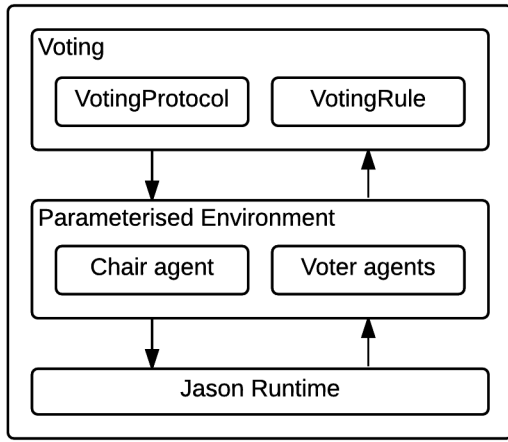 Voting
VotingProtocol VotingRule
Parameterised Environment
Chair agent Voter agents
Jason Runtime